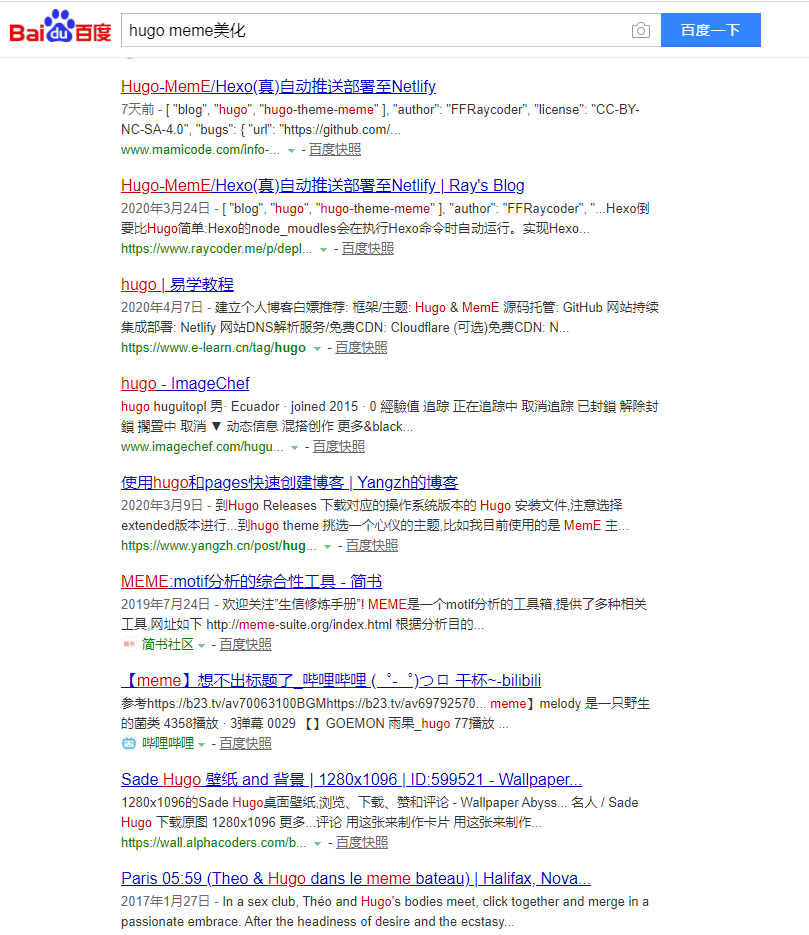 Bai du 百度 hugo meme美化 百度一下
Hugo-MemE/Hexo(真)自动推送部署至Netlify
7天前 - [ "blog", "hugo", "hugo-theme-meme" ], "author": "FFRaycoder", "license": "CC-BY-
NC-SA-4.0", "bugs": { "url": "https://github.com/...
www.mamicode.com/info-... - 百度快照
Hugo-MemE/Hexo(真)自动推送部署至Netlify | Ray's Blog
2020年3月24日 - [ "blog", "hugo", "hugo-theme-meme" ], "author": "FFRaycoder", "...Hexo倒
要比Hugo简单:Hexo的node_moudles会在执行Hexo命令时自动运行。实现Hexo...
https://www.raycoder.me/p/depl... - 百度快照
hugo | 易学教程
2020年4月7日 - 建立个人博客白嫖推荐: 框架/主题: Hugo & MemE 源码托管: GitHub 网站持续
集成部署: Netlify 网站DNS解析服务/免费CDN: Cloudflare (可选)免费CDN: N...
https://www.e-learn.cn/tag/hugo - 百度快照
hugo - ImageChef
hugo huguitopl 男· Ecuador · joined 2015 · 0 經驗值 追踪 正在追踪中 取消追踪 已封鎖 解除封
鎖 擱置中 取消 ▼ 动态信息 混搭创作 更多&black...
www.imagechef.com/hugu... - 百度快照
使用hugo和pages快速创建博客 | Yangzh的博客
2020年3月9日 - 到Hugo Releases 下载对应的操作系统版本的 Hugo 安装文件,注意选择
extended版本进行...到hugo theme 挑选一个心仪的主题,比如我目前使用的是 MemE 主...
https://www.yangzh.cn/post/hug... - 百度快照
MEME:motif分析的综合性工具 - 简书
2019年7月24日 - 欢迎关注"生信修炼手册"! MEME是一个motif分析的工具箱,提供了多种相关
工具,网址如下 http://meme-suite.org/index.html 根据分析目的...
简书社区 - 百度快照
【meme】想不出标题了_哔哩哔哩 (゜-゜)つロ 干杯~-bilibili
参考https://b23.tv/av70063100BGMhttps://b23.tv/av69792570... meme】melody 是一只野生
的菌类 4358播放 · 3弹幕 0029 【】GOEMON 雨果_hugo 77播放 ...
哔哩哔哩 - 百度快照
Sade Hugo 壁纸 and 背景 | 1280x1096 | ID:599521 - Wallpaper...
1280x1096的Sade Hugo桌面壁纸,浏览、下载、赞和评论 - Wallpaper Abyss... 名人 / Sade
Hugo 下载原图 1280x1096 更多...评论 用这张来制作卡片 用这张来制作...
https://wall.alphacoders.com/b... - 百度快照
Paris 05:59 (Theo & Hugo dans le meme bateau) | Halifax, Nova...
2017年1月27日 - In a sex club, Théo and Hugo's bodies meet, click together and merge in a
passionate embrace. After the headiness of desire and the ecstasy...